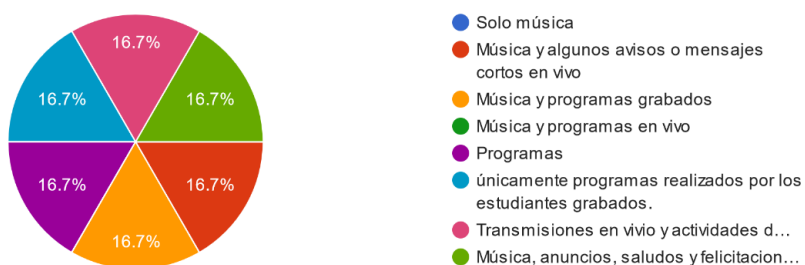 16.7%
16.7%
16.7%
16.7%
16.7%
16.7%
Solo música
Música y algunos avisos o mensajes
cortos en vivo
Música y programas grabados
Música y programas en vivo
Programas
únicamente programas realizados por los
estudiantes grabados.
Transmisiones en vivio y actividades d...
Música, anuncios, saludos y felicitacion...